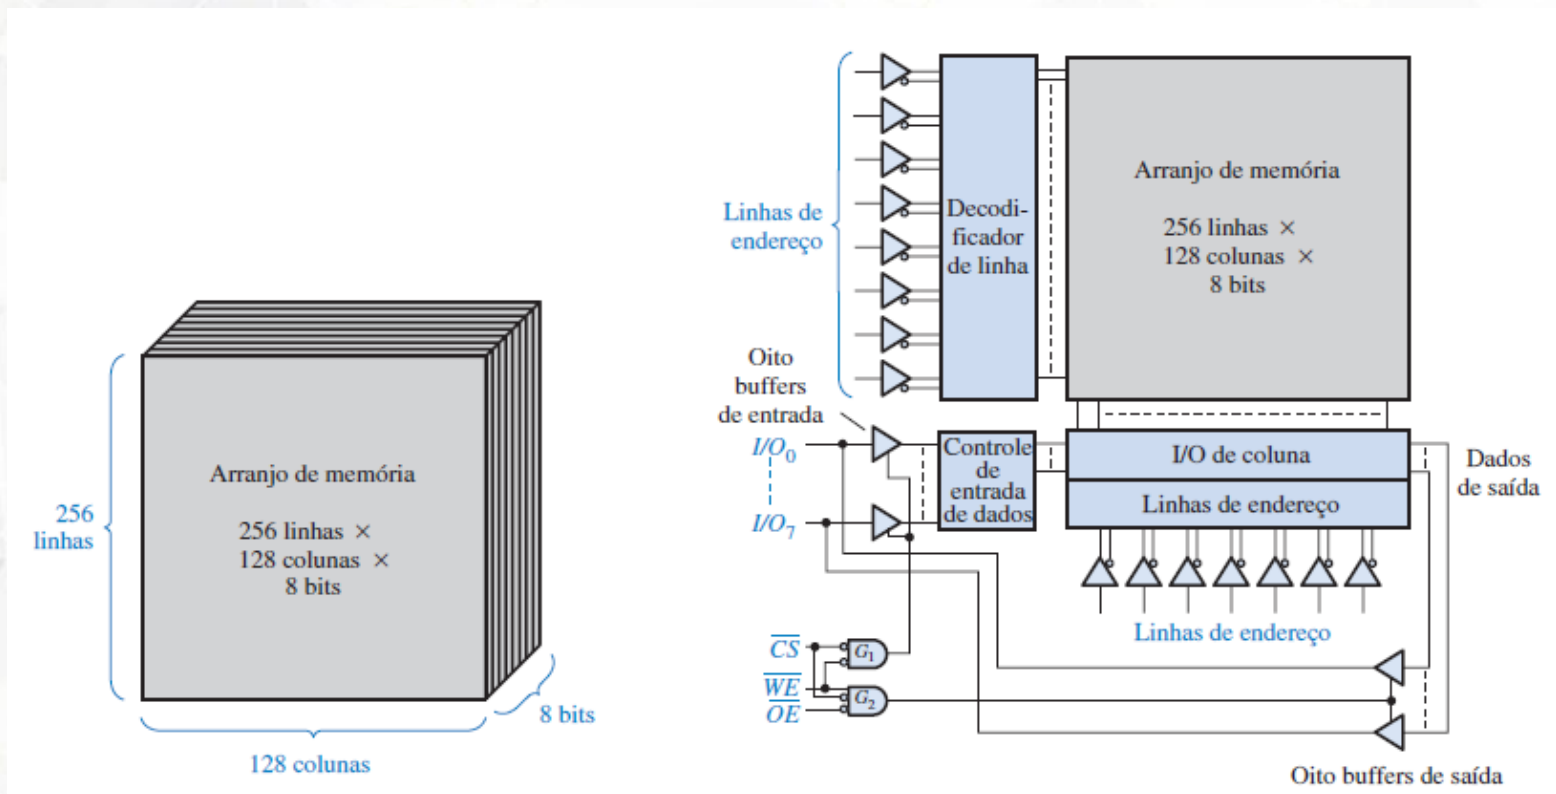 Arranjo de memória
256 linhas ×
128 colunas ×
8 bits
256
linhas
128 colunas
8 bits
Linhas de
endereço
Decodi-
ficador
de linha
Arranjo de memória
256 linhas ×
128 colunas ×
8 bits
Oito
buffers
de entrada
I/O0
I/O7
Controle
de
entrada
de dados
I/O de coluna
Linhas de endereço
Dados
de saída
Linhas de endereço
C̅S̅
W̅E̅
O̅E̅
G1
G2
Oito buffers de saída